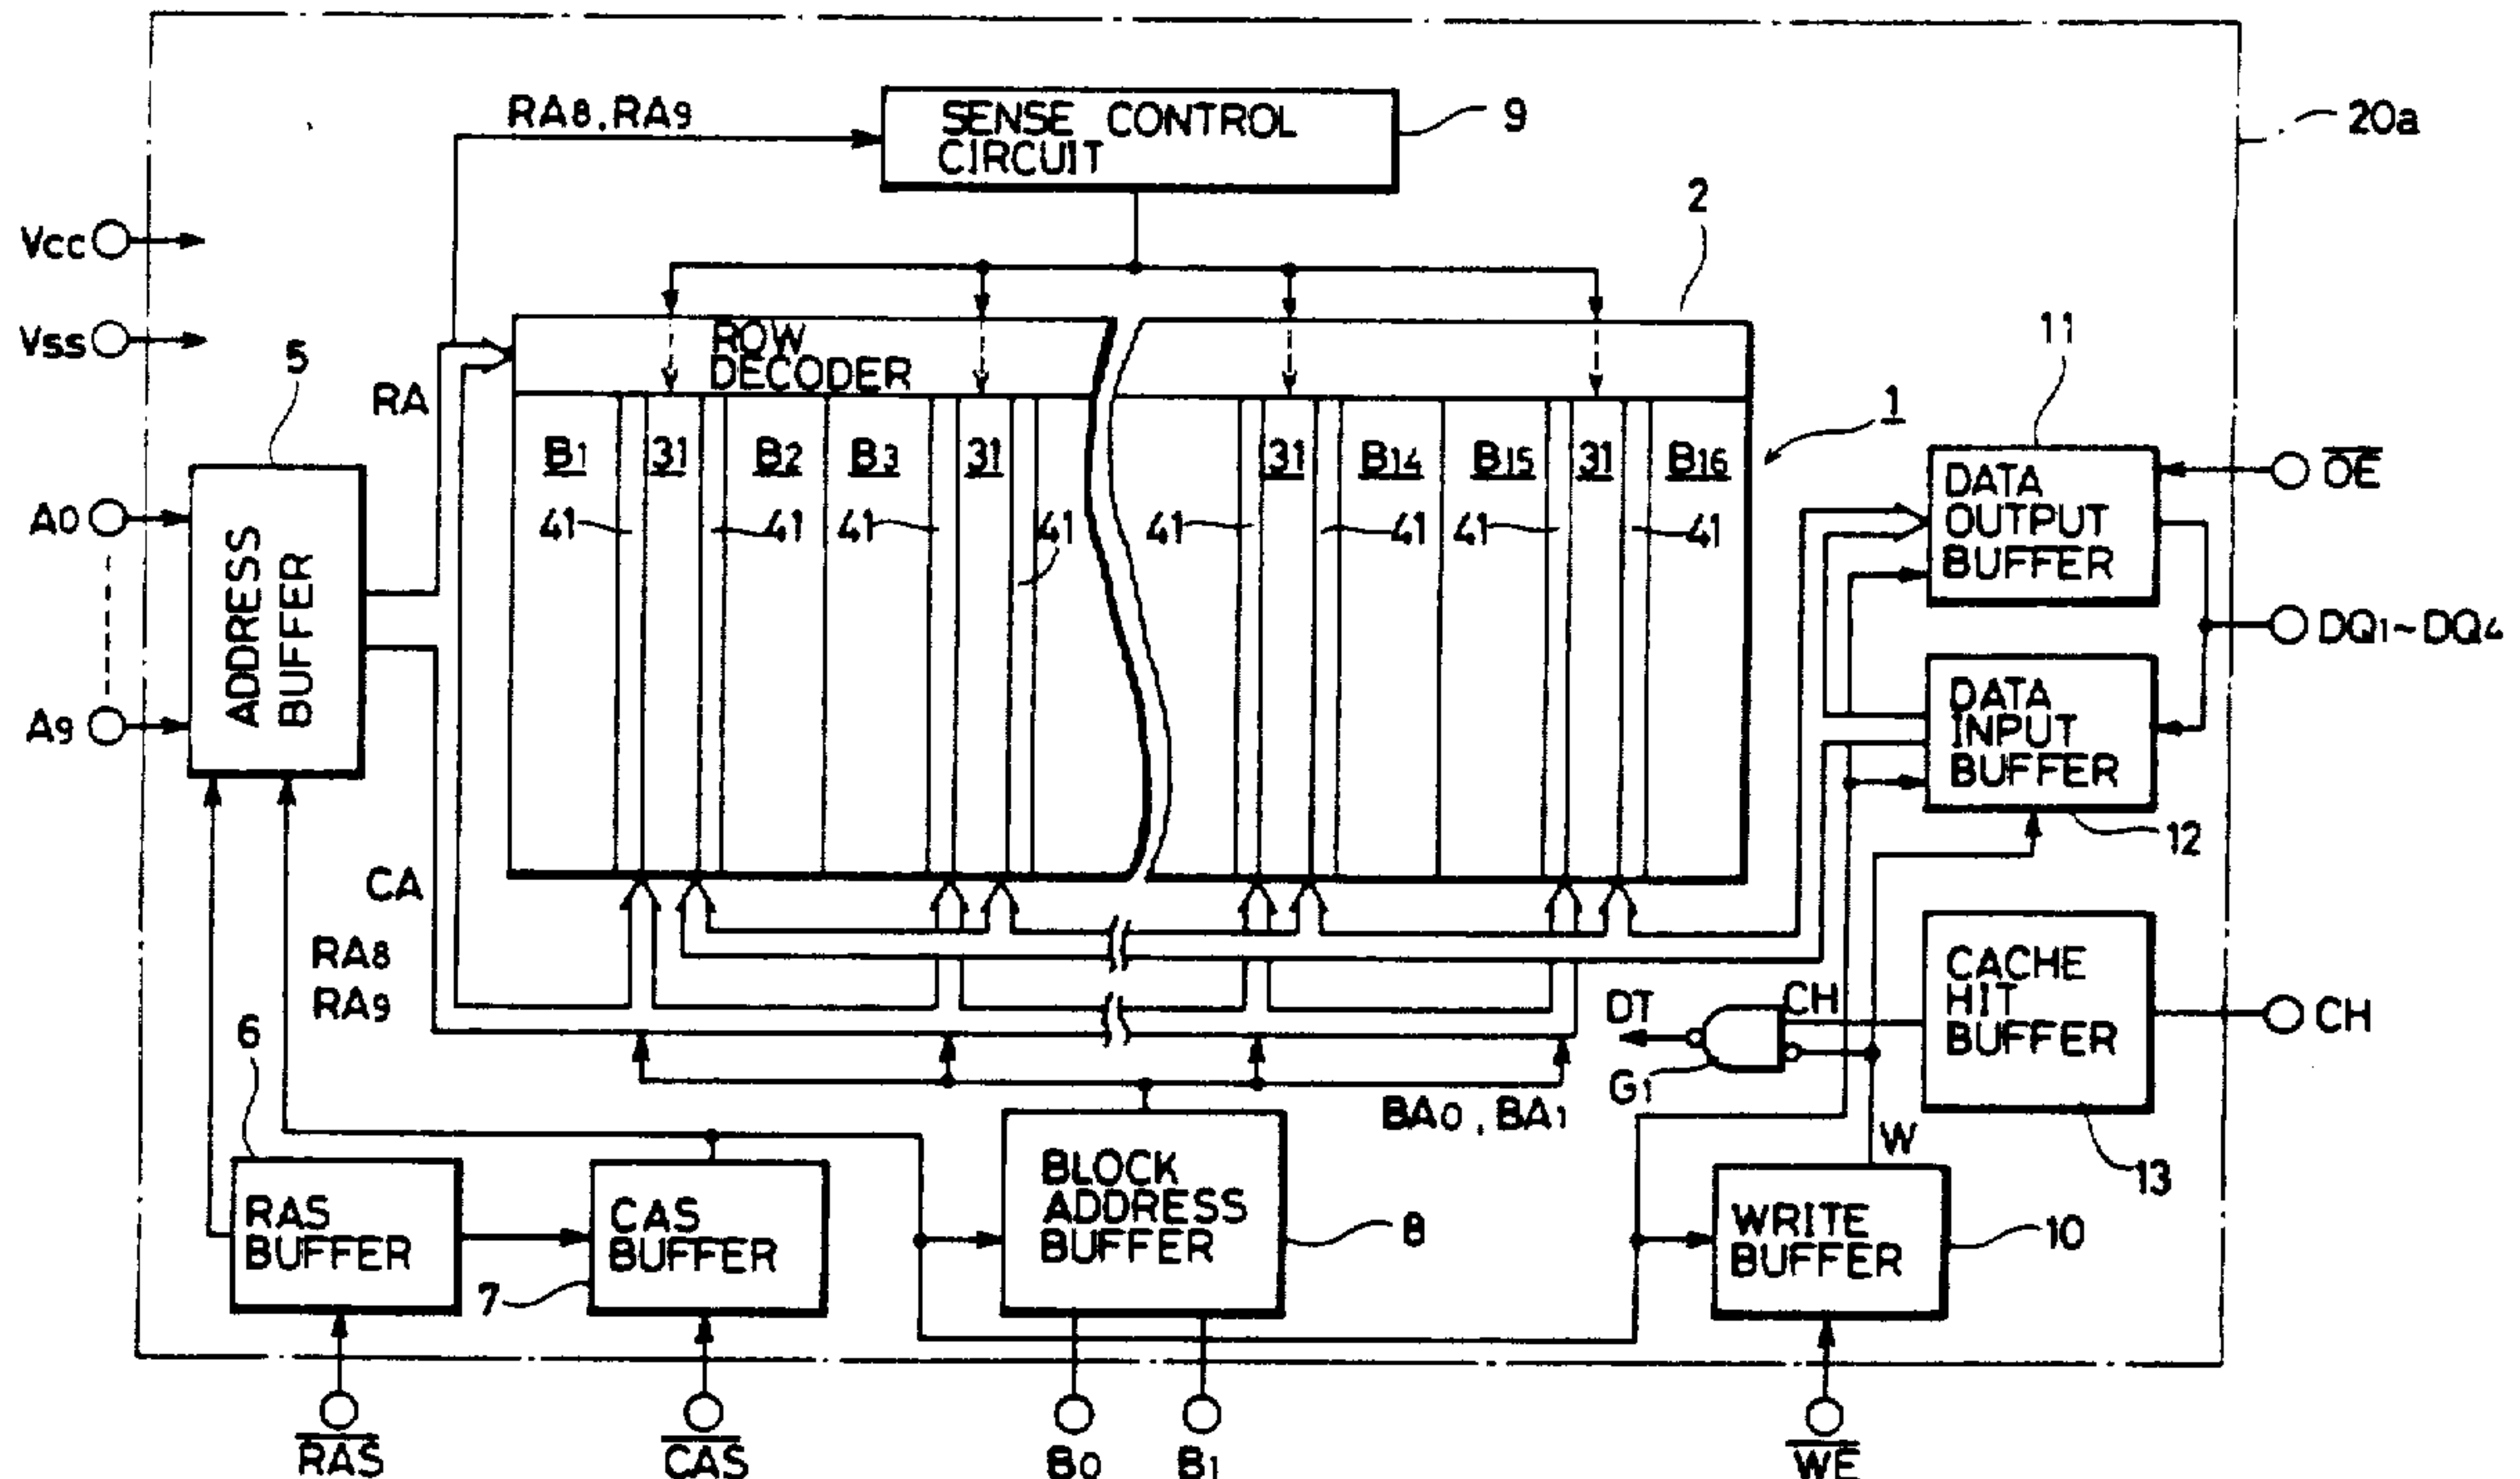 RA8, RA9
SENSE CONTROL
CIRCUIT
9
20a
2
Vcc
Vss
5
RA
ROW
DECODER
11
1
B1
31
B2
B3
31
31
B14
B15
31
B16
41
41
41
41
41
41
41
41
A0
A9
ADDRESS
BUFFER
DATA
OUTPUT
BUFFER
OE
DQ1~DQ4
DATA
INPUT
BUFFER
12
CA
RA8
RA9
CACHE
HIT
BUFFER
CH
DT
CH
G1
6
BA0, BA1
W
13
RAS
BUFFER
CAS
BUFFER
7
BLOCK
ADDRESS
BUFFER
8
WRITE
BUFFER
10
RAS
CAS
B0
B1
WE